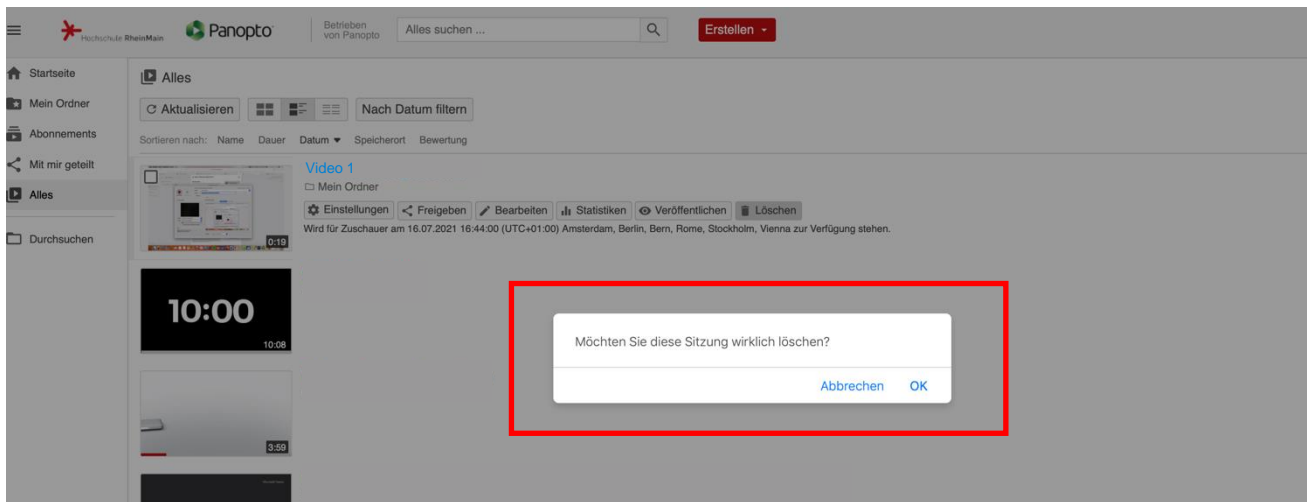 Hochschule RheinMain
Panopto
Betrieben
von Panopto
Alles suchen ...
Erstellen
Startseite
Mein Ordner
Abonnements
Mit mir geteilt
Alles
Durchsuchen
Alles
Aktualisieren
Nach Datum filtern
Sortieren nach: Name Dauer Datum Speicherort Bewertung
0:19
Video 1
Mein Ordner
Einstellungen Freigeben Bearbeiten Statistiken Veröffentlichen Löschen
Wird für Zuschauer am 16.07.2021 16:44:00 (UTC+01:00) Amsterdam, Berlin, Bern, Rome, Stockholm, Vienna zur Verfügung stehen.
10:00
10:08
3:59
Möchten Sie diese Sitzung wirklich löschen?
Abbrechen OK